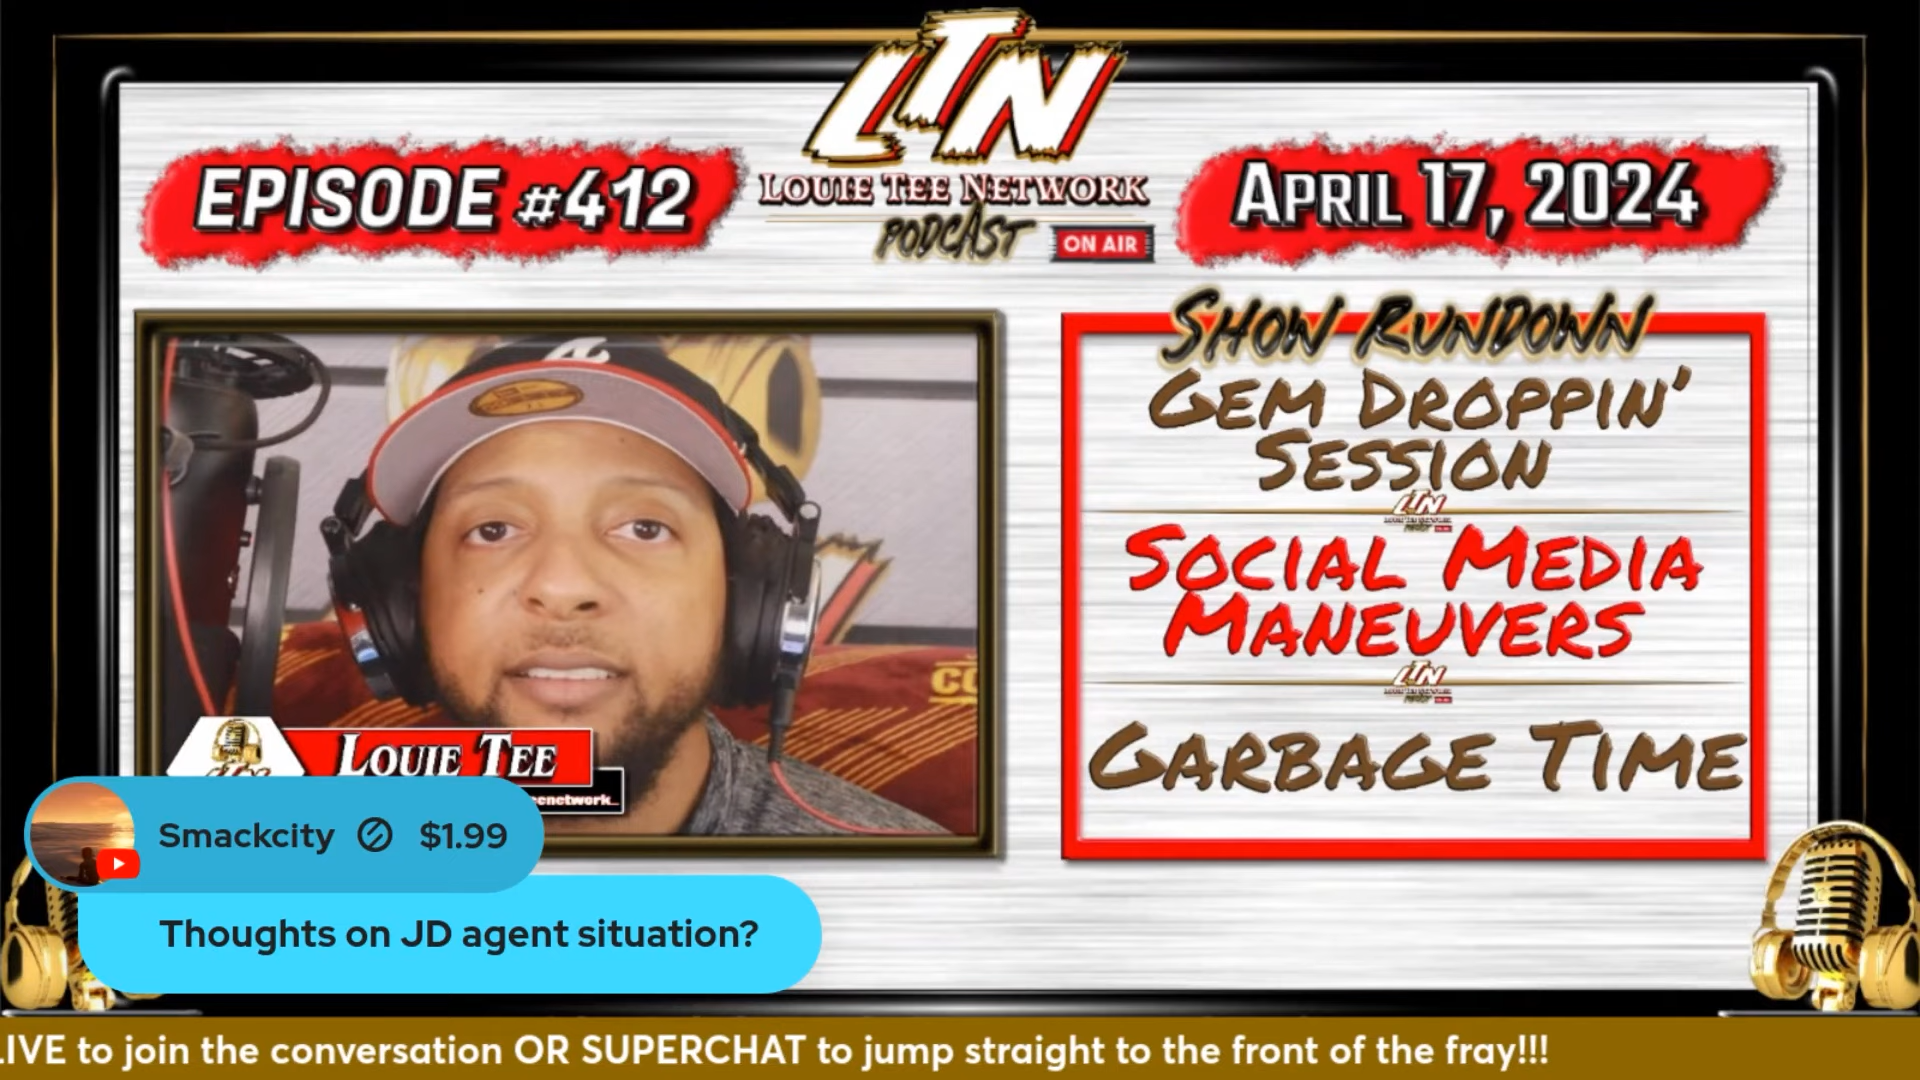 LTN
LOUIE TEE NETWORK
PODCAST
ON AIR
EPISODE #412
APRIL 17, 2024
SHOW RUNDOWN
GEM DROPPIN'
SESSION
LTN
SOCIAL MEDIA
MANEUVERS
LTN
GARBAGE TIME
LOUIE TEE
Smackcity $1.99
Thoughts on JD agent situation?
LIVE to join the conversation OR SUPERCHAT to jump straight to the front of the fray!!!